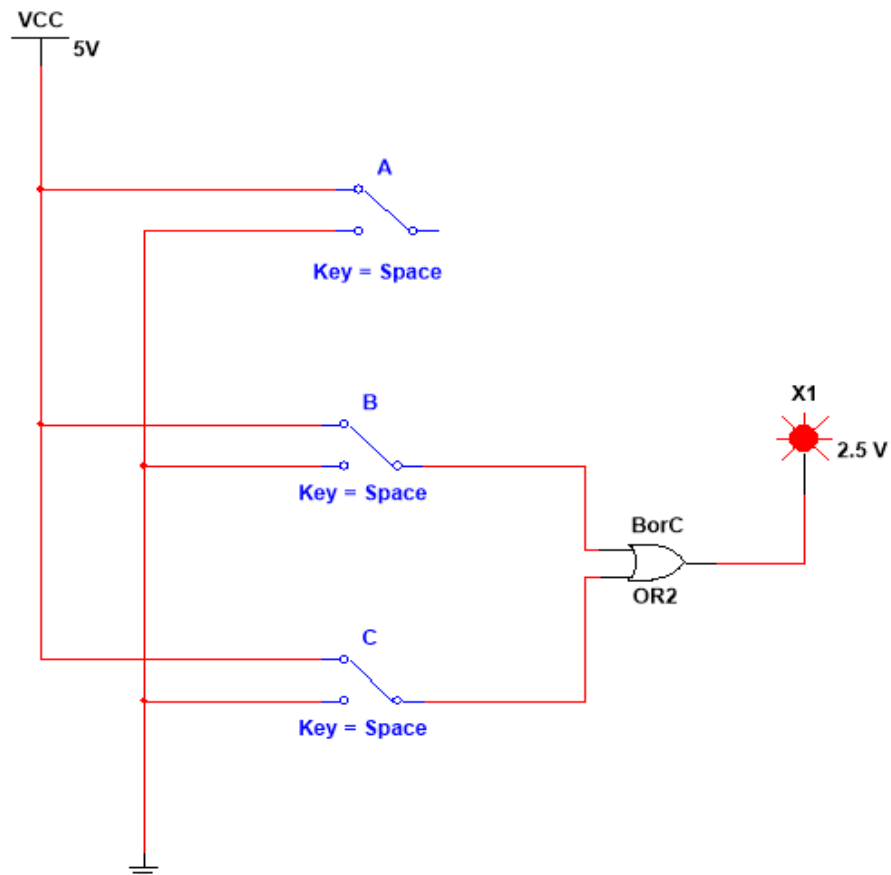 VCC
5V
A
Key = Space
B
Key = Space
X1
2.5 V
BorC
OR2
C
Key = Space